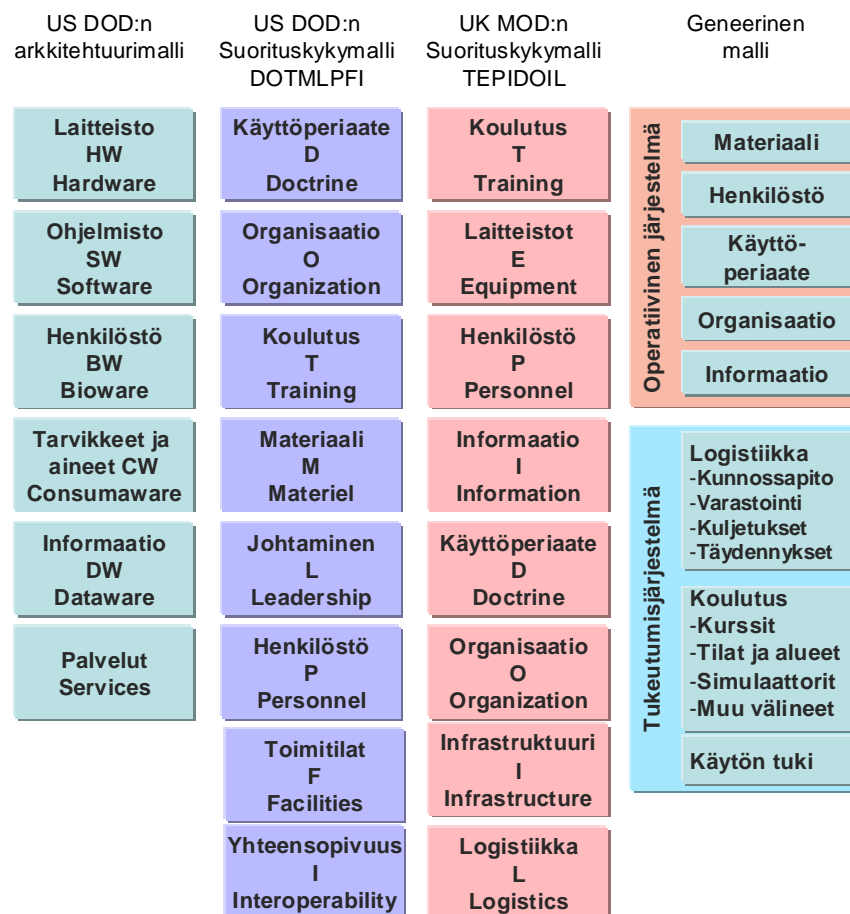 US DOD:n
arkkitehtuurimalli
US DOD:n
Suorituskykymalli
DOTMLPFI
UK MOD:n
Suorituskykymalli
TEPIDOIL
Geneerinen
malli
Laitteisto
HW
Hardware
Ohjelmisto
SW
Software
Henkilöstö
BW
Bioware
Tarvikkeet ja
aineet CW
Consumaware
Informaatio
DW
Dataware
Palvelut
Services
Käyttöperiaate
D
Doctrine
Organisaatio
O
Organization
Koulutus
T
Training
Materiaali
M
Materiel
Johtaminen
L
Leadership
Henkilöstö
P
Personnel
Toimitilat
F
Facilities
Yhteensopivuus
I
Interoperability
Koulutus
T
Training
Laitteistot
E
Equipment
Henkilöstö
P
Personnel
Informaatio
I
Information
Käyttöperiaate
D
Doctrine
Organisaatio
O
Organization
Infrastruktuuri
I
Infrastructure
Logistiikka
L
Logistics
Operatiivinen järjestelmä
Materiaali
Henkilöstö
Käyttö-
periaate
Organisaatio
Informaatio
Tukeutumisjärjestelmä
Logistiikka
-Kunnossapito
-Varastointi
-Kuljetukset
-Täydennykset
Koulutus
-Kurssit
-Tilat ja alueet
-Simulaattorit
-Muu välineet
Käytön tuki